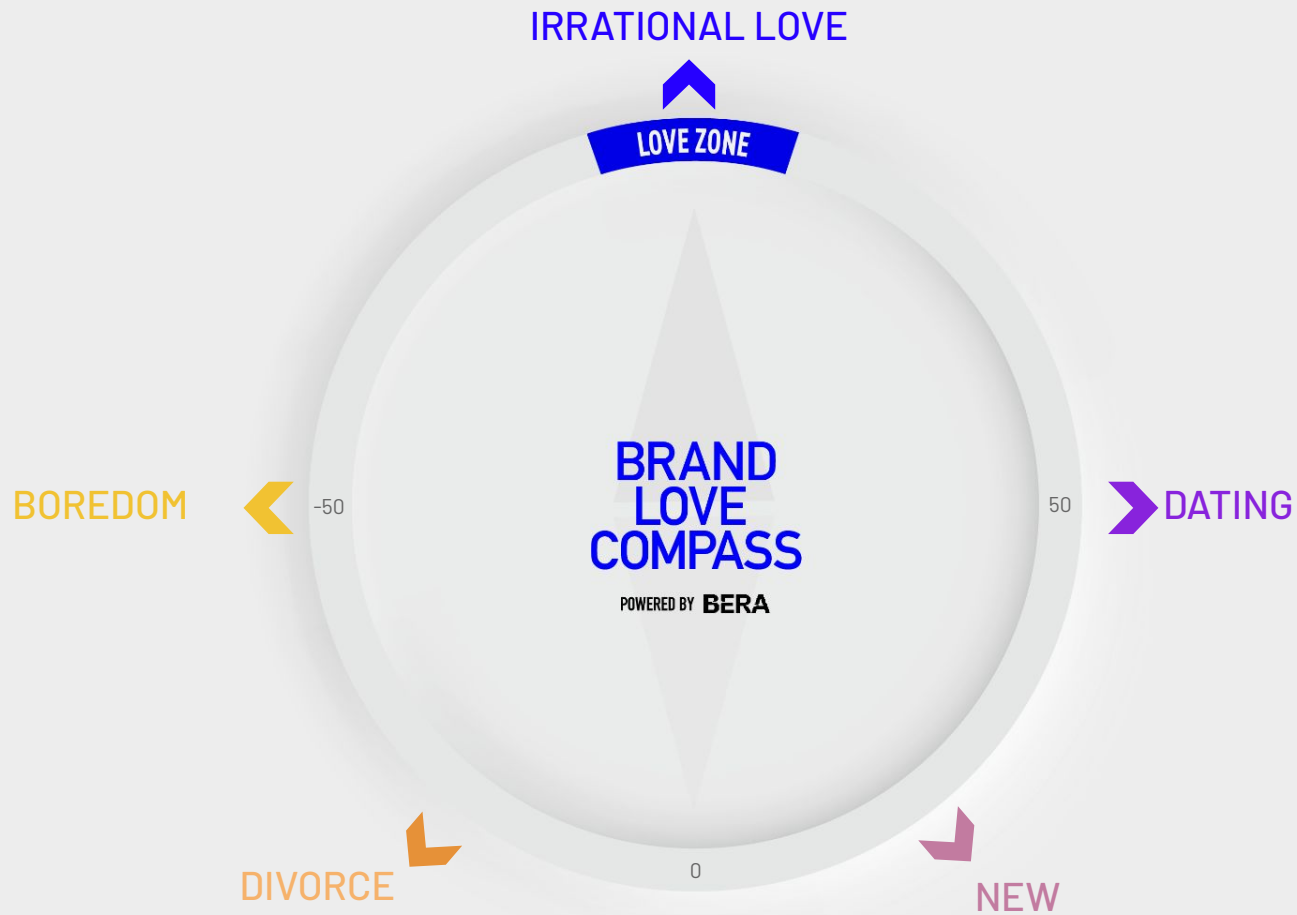 IRRATIONAL LOVE
LOVE ZONE
BOREDOM
-50
BRAND
LOVE
COMPASS
POWERED BY BERA
50
DATING
DIVORCE
0
NEW